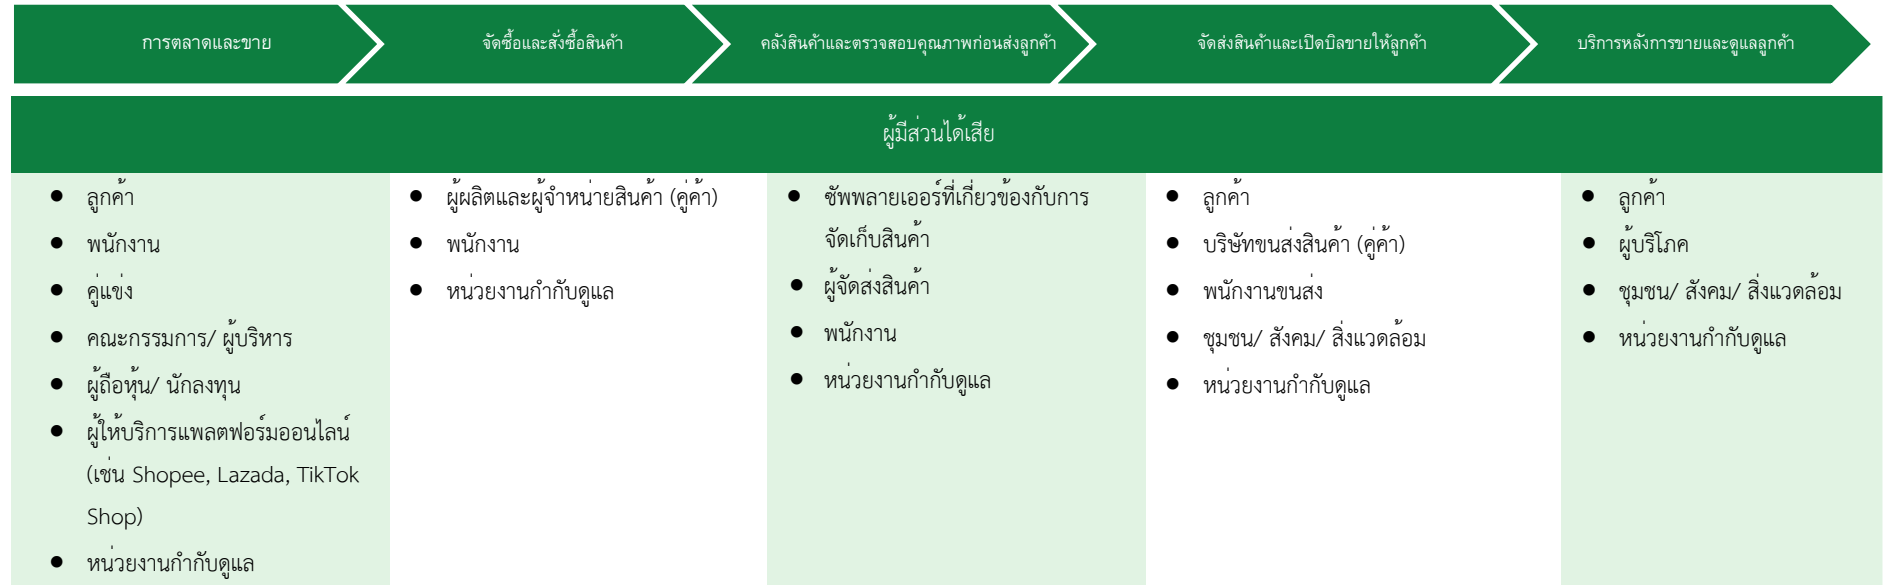 การตลาดและขาย
จัดซื้อและสั่งซื้อสินค้า
คลังสินค้าและตรวจสอบคุณภาพก่อนส่งลูกค้า
จัดส่งสินค้าและเปิดบิลขายให้ลูกค้า
บริการหลังการขายและดูแลลูกค้า
ผู้มีส่วนได้เสีย
● ลูกค้า
● พนักงาน
● คู่แข่ง
● คณะกรรมการ/ ผู้บริหาร
● ผู้ถือหุ้น/ นักลงทุน
● ผู้ให้บริการแพลตฟอร์มออนไลน์
(เช่น Shopee, Lazada, TikTok
Shop)
● หน่วยงานกำกับดูแล
● ผู้ผลิตและผู้จำหน่ายสินค้า (คู่ค้า)
● พนักงาน
● หน่วยงานกำกับดูแล
● ซัพพลายเออร์ที่เกี่ยวข้องกับการ
จัดเก็บสินค้า
● ผู้จัดส่งสินค้า
● พนักงาน
● หน่วยงานกำกับดูแล
● ลูกค้า
● บริษัทขนส่งสินค้า (คู่ค้า)
● พนักงานขนส่ง
● ชุมชน/ สังคม/ สิ่งแวดล้อม
● หน่วยงานกำกับดูแล
● ลูกค้า
● ผู้บริโภค
● ชุมชน/ สังคม/ สิ่งแวดล้อม
● หน่วยงานกำกับดูแล